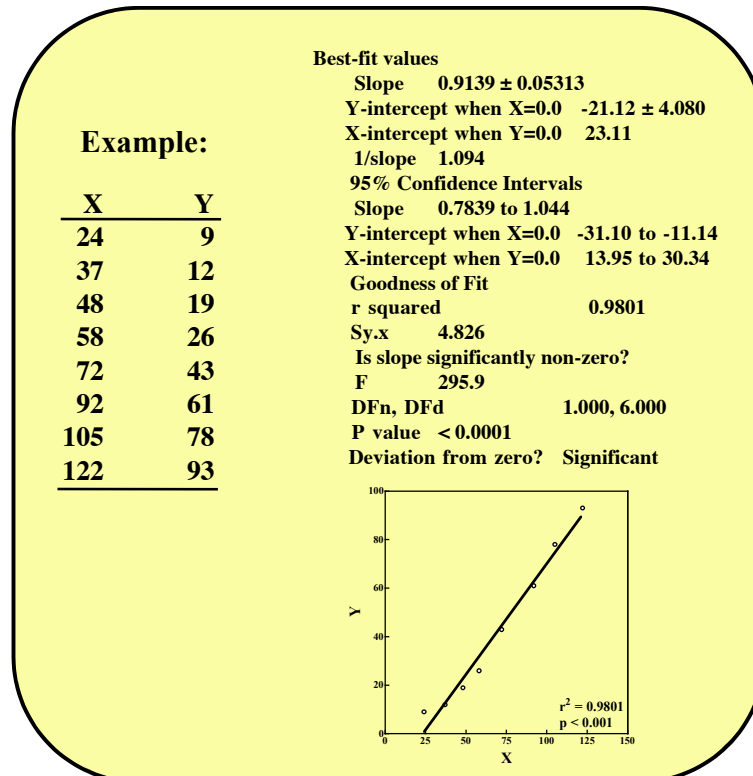 Example:
X Y
24 9
37 12
48 19
58 26
72 43
92 61
105 78
122 93
Best-fit values
Slope 0.9139 ± 0.05313
Y-intercept when X=0.0 -21.12 ± 4.080
X-intercept when Y=0.0 23.11
1/slope 1.094
95% Confidence Intervals
Slope 0.7839 to 1.044
Y-intercept when X=0.0 -31.10 to -11.14
X-intercept when Y=0.0 13.95 to 30.34
Goodness of Fit
r squared 0.9801
Sy.x 4.826
Is slope significantly non-zero?
F 295.9
DFn, DFd 1.000, 6.000
P value < 0.0001
Deviation from zero? Significant
100
80
60
40
20
0
Y
r² = 0.9801
p < 0.001
0 25 50 75 100 125 150
X